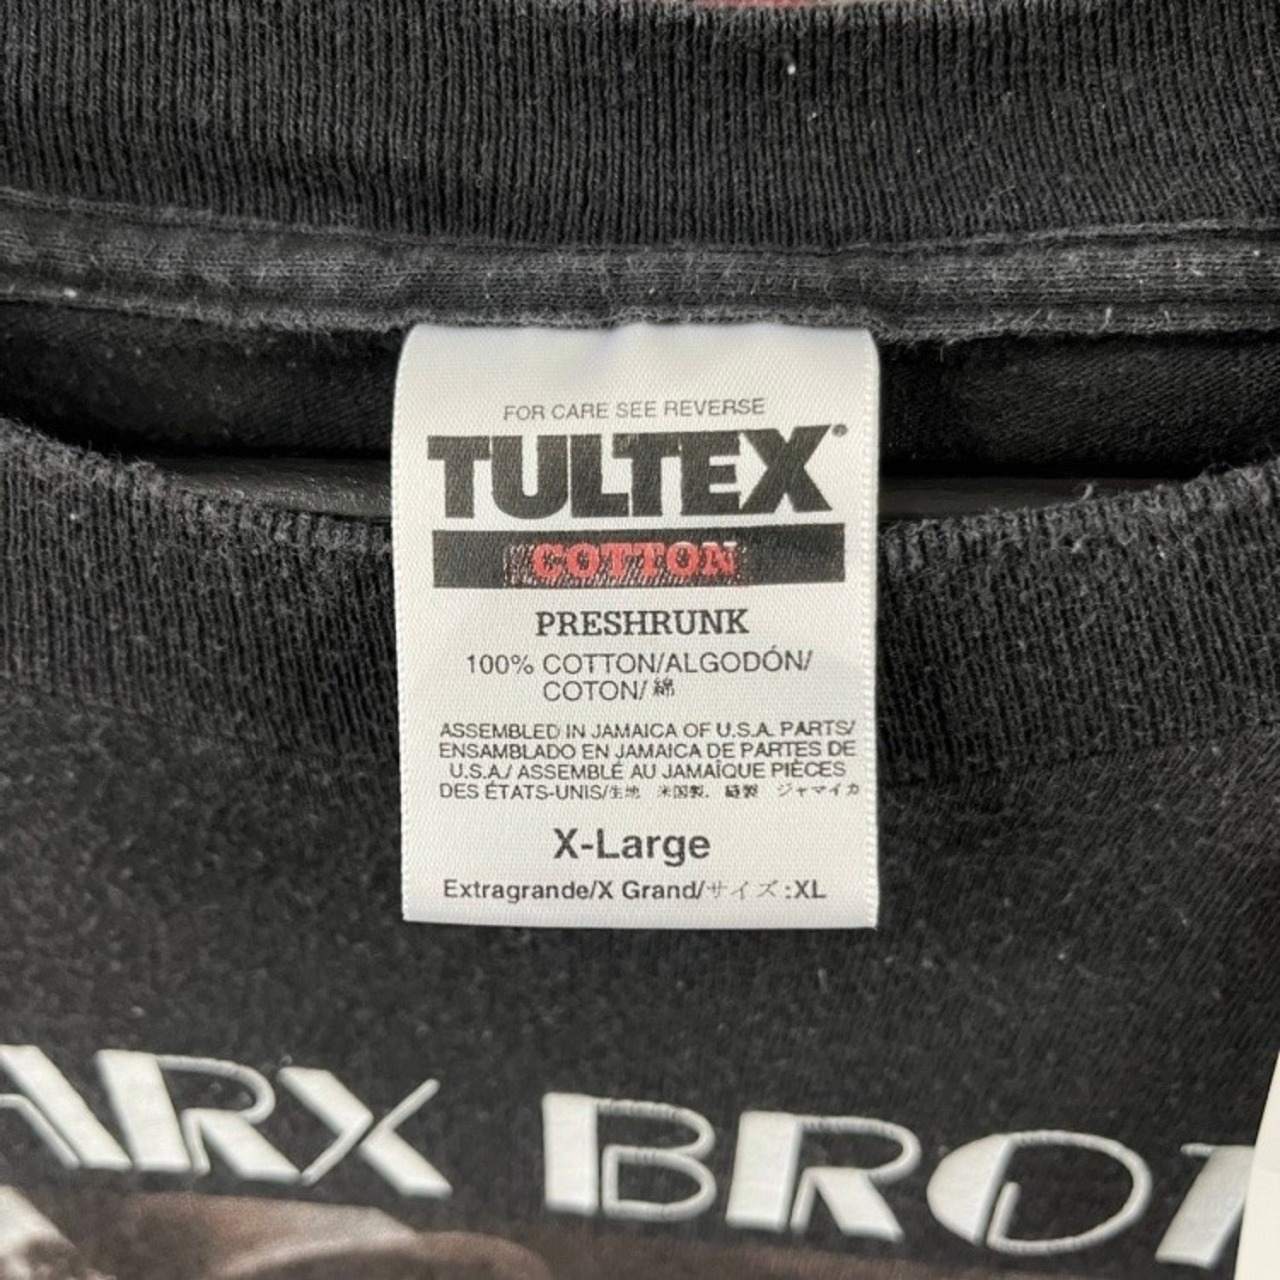 FOR CARE SEE REVERSE
TULTEX®
COTTON
PRESHRUNK
100% COTTON/ALGODÓN/
COTON/綿
ASSEMBLED IN JAMAICA OF U.S.A. PARTS/
ENSAMBLADO EN JAMAICA DE PARTES DE
U.S.A./ ASSEMBLÉ AU JAMAÏQUE PIÈCES
DES ÉTATS-UNIS/生地 米国製. 縫製 ジャマイカ
X-Large
Extragrande/X Grand/サイズ:XL
ARX BROT